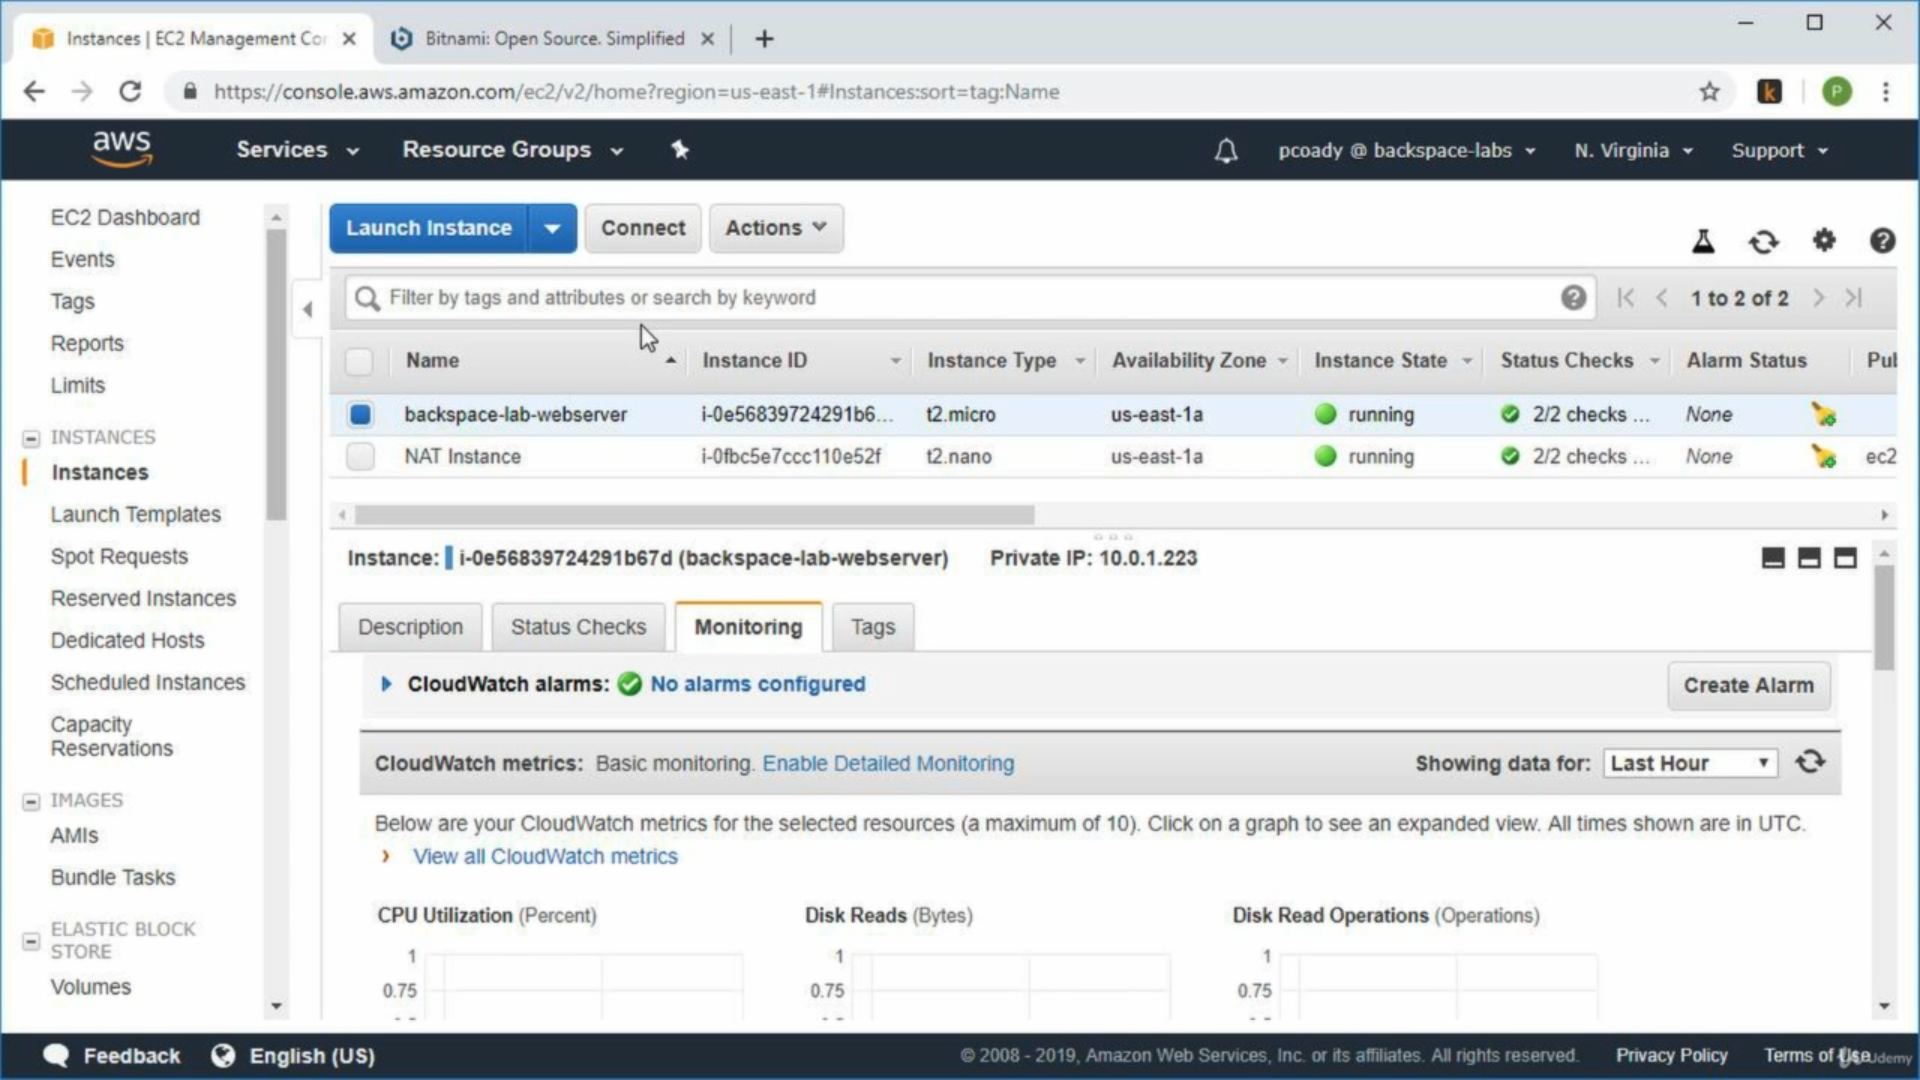 Instances | EC2 Management Cor
Bitnami: Open Source. Simplified
https://console.aws.amazon.com/ec2/v2/home?region=us-east-1#Instances:sort=tag:Name
k
P
aws
Services
Resource Groups
pcoady @ backspace-labs
N. Virginia
Support
EC2 Dashboard
Events
Tags
Reports
Limits
INSTANCES
Instances
Launch Templates
Spot Requests
Reserved Instances
Dedicated Hosts
Scheduled Instances
Capacity
Reservations
IMAGES
AMIs
Bundle Tasks
ELASTIC BLOCK
STORE
Volumes
Launch Instance
Connect
Actions
Filter by tags and attributes or search by keyword
1 to 2 of 2
Name Instance ID Instance Type Availability Zone Instance State Status Checks Alarm Status Pul
backspace-lab-webserver i-0e56839724291b6... t2.micro us-east-1a running 2/2 checks ... None
NAT Instance i-0fbc5e7ccc110e52f t2.nano us-east-1a running 2/2 checks ... None ec2
Instance: i-0e56839724291b67d (backspace-lab-webserver) Private IP: 10.0.1.223
Description
Status Checks
Monitoring
Tags
CloudWatch alarms: No alarms configured
Create Alarm
CloudWatch metrics: Basic monitoring. Enable Detailed Monitoring
Showing data for: Last Hour
Below are your CloudWatch metrics for the selected resources (a maximum of 10). Click on a graph to see an expanded view. All times shown are in UTC.
View all CloudWatch metrics
CPU Utilization (Percent)
1
0.75
Disk Reads (Bytes)
1
0.75
Disk Read Operations (Operations)
1
0.75
Feedback
English (US)
© 2008 - 2019, Amazon Web Services, Inc. or its affiliates. All rights reserved.
Privacy Policy
Terms of Use
Udemy